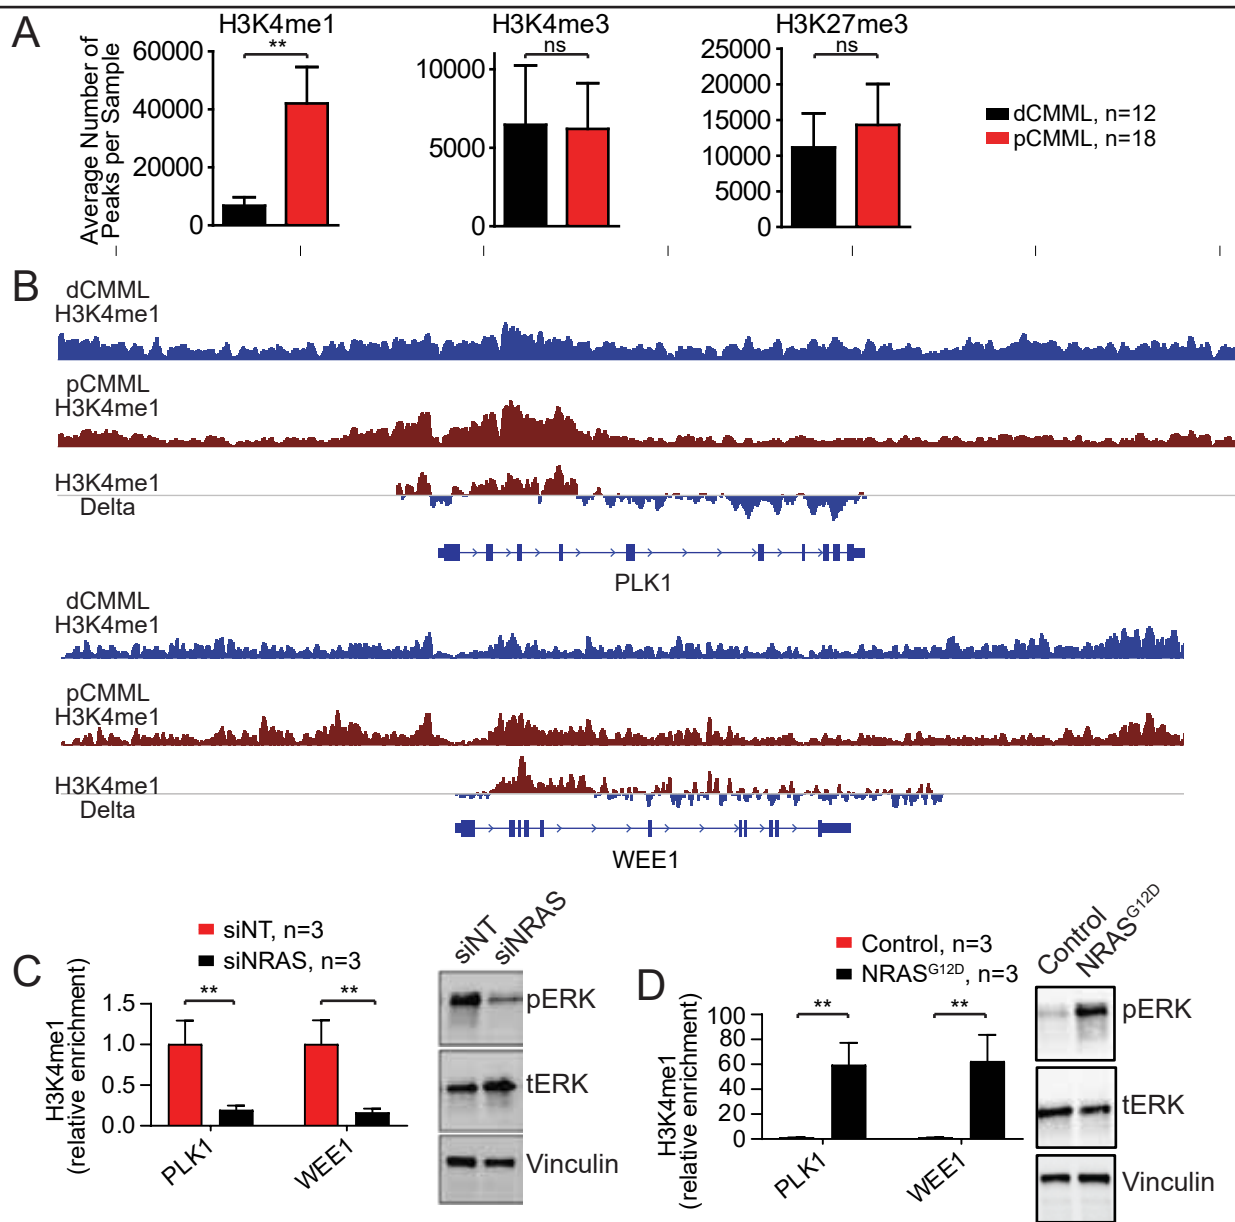 A
H3K4me1
H3K4me3
H3K27me3
Average Number of
Peaks per Sample
60000
40000
20000
0
**
10000
5000
0
ns
25000
20000
15000
10000
5000
0
ns
dCMML, n=12
pCMML, n=18
B
dCMML
H3K4me1
pCMML
H3K4me1
H3K4me1
Delta
PLK1
dCMML
H3K4me1
pCMML
H3K4me1
H3K4me1
Delta
WEE1
C
siNT, n=3
siNRAS, n=3
H3K4me1
(relative enrichment)
1.5
1.0
0.5
0.0
**
**
PLK1
WEE1
siNT
siNRAS
pERK
tERK
Vinculin
D
Control, n=3
NRASG12D, n=3
H3K4me1
(relative enrichment)
100
80
60
40
20
0
**
**
PLK1
WEE1
Control
NRASG12D
pERK
tERK
Vinculin